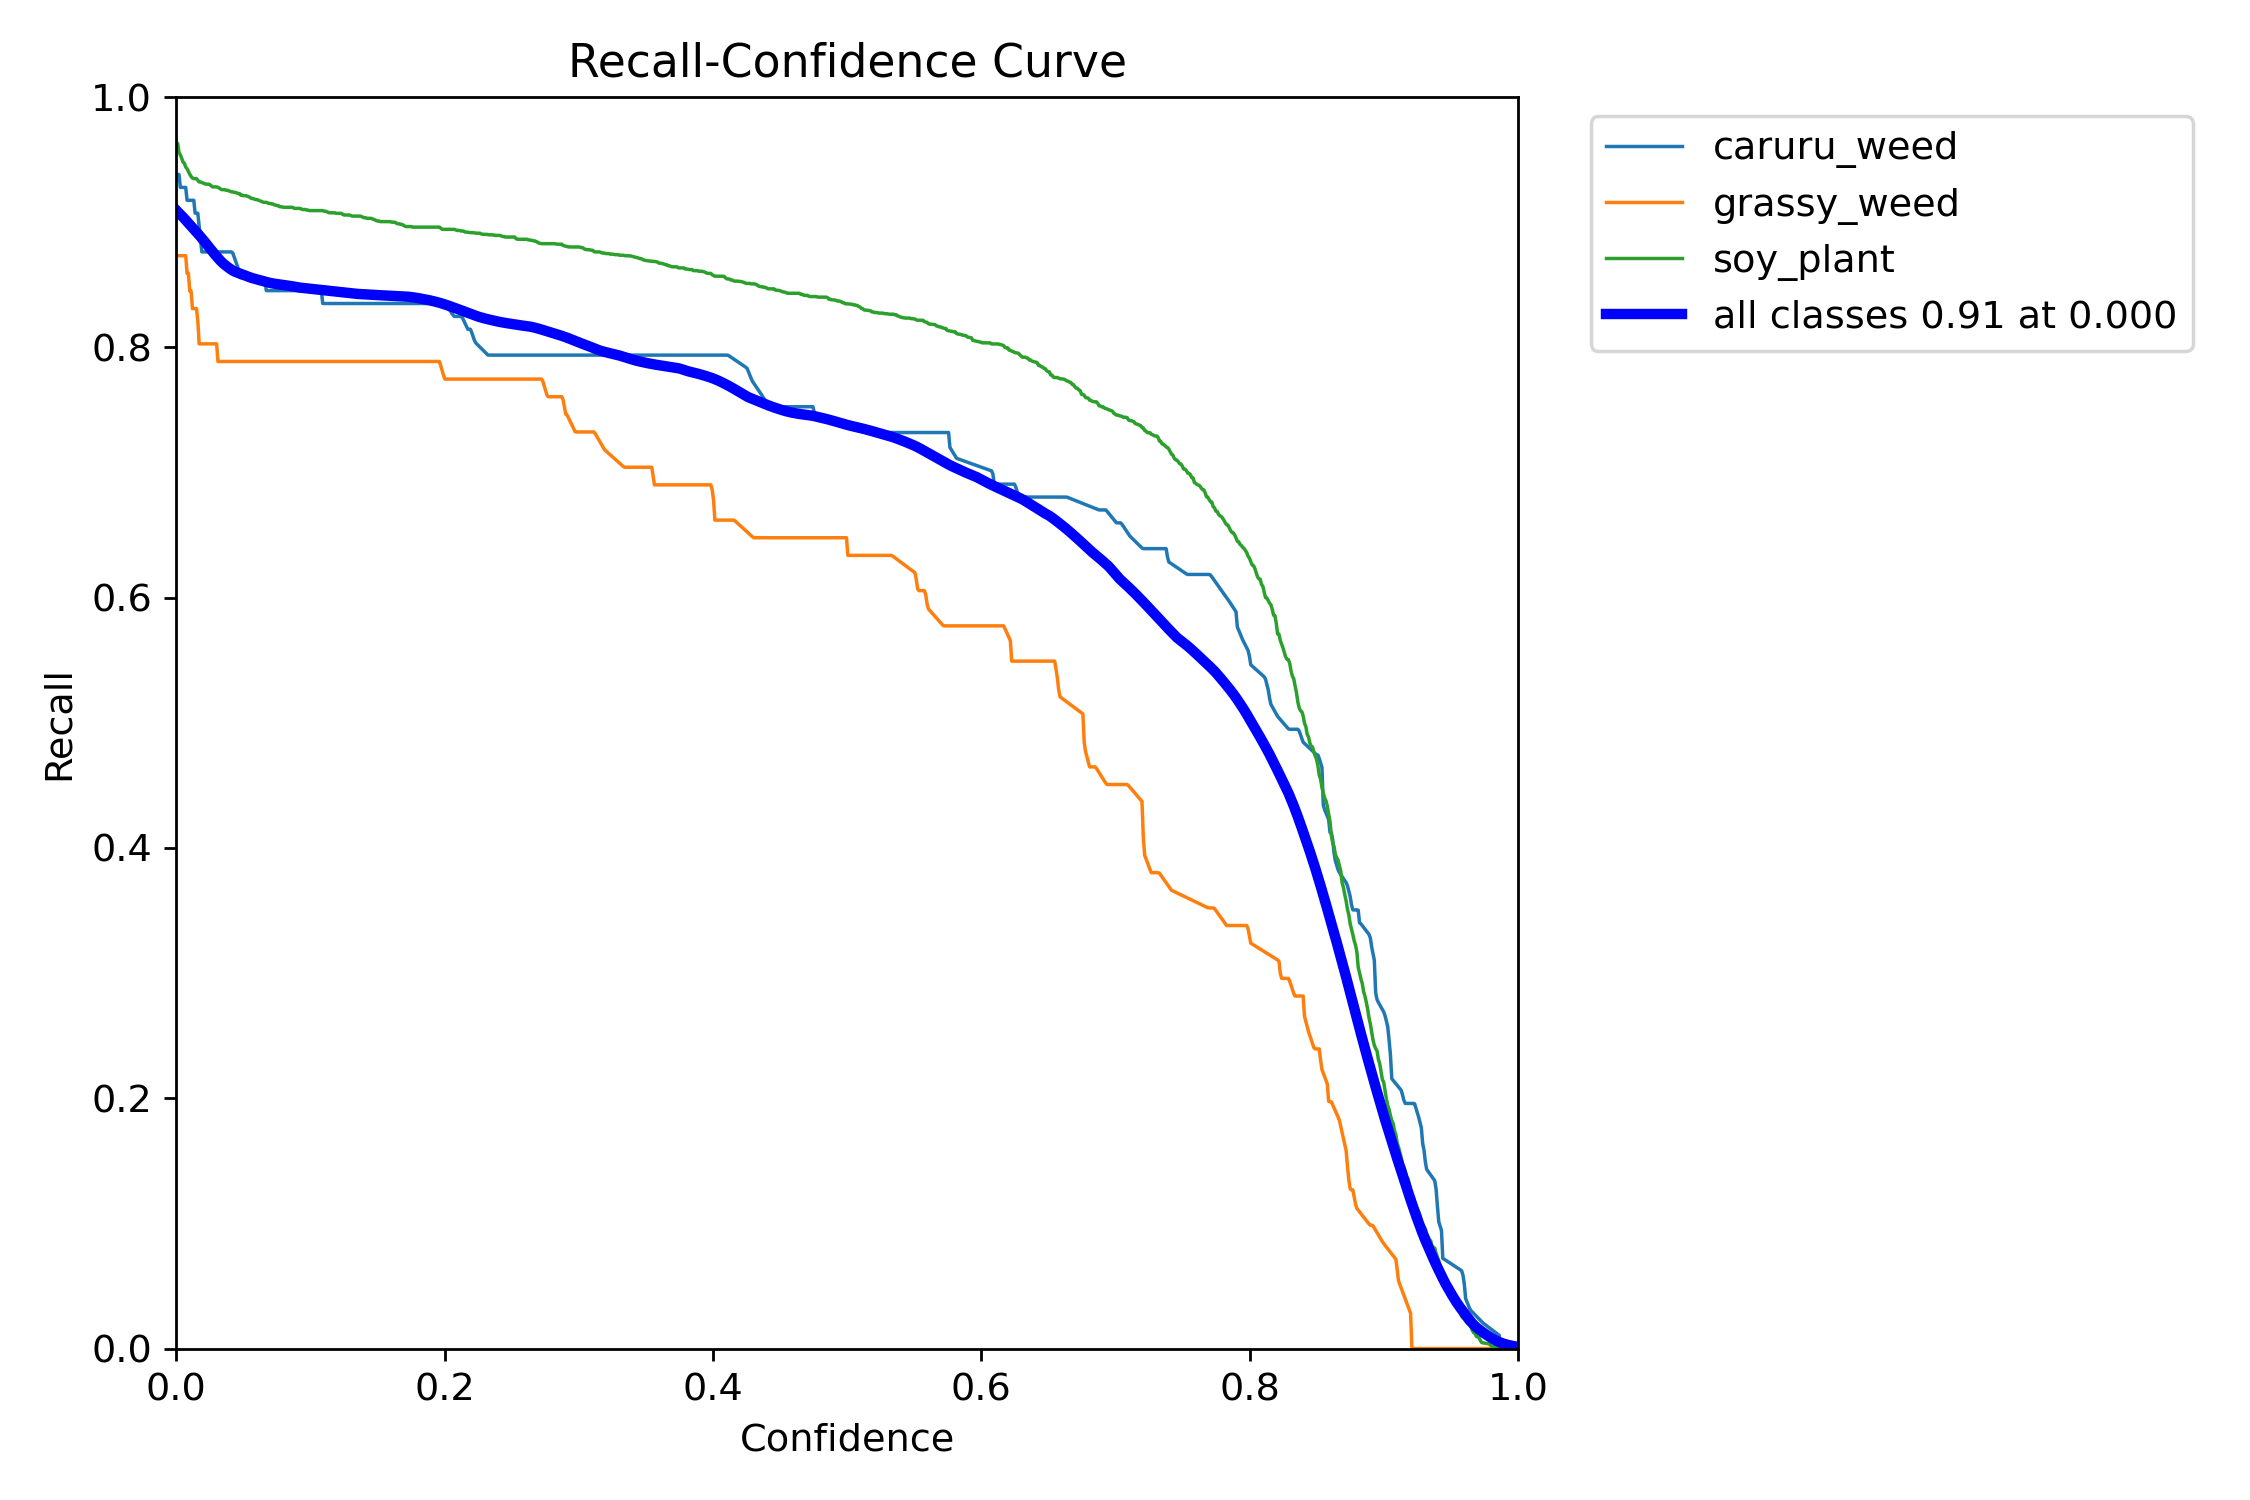 Recall-Confidence Curve
1.0
0.8
0.6
0.4
0.2
0.0
Recall
0.0 0.2 0.4 0.6 0.8 1.0
Confidence
caruru_weed
grassy_weed
soy_plant
all classes 0.91 at 0.000